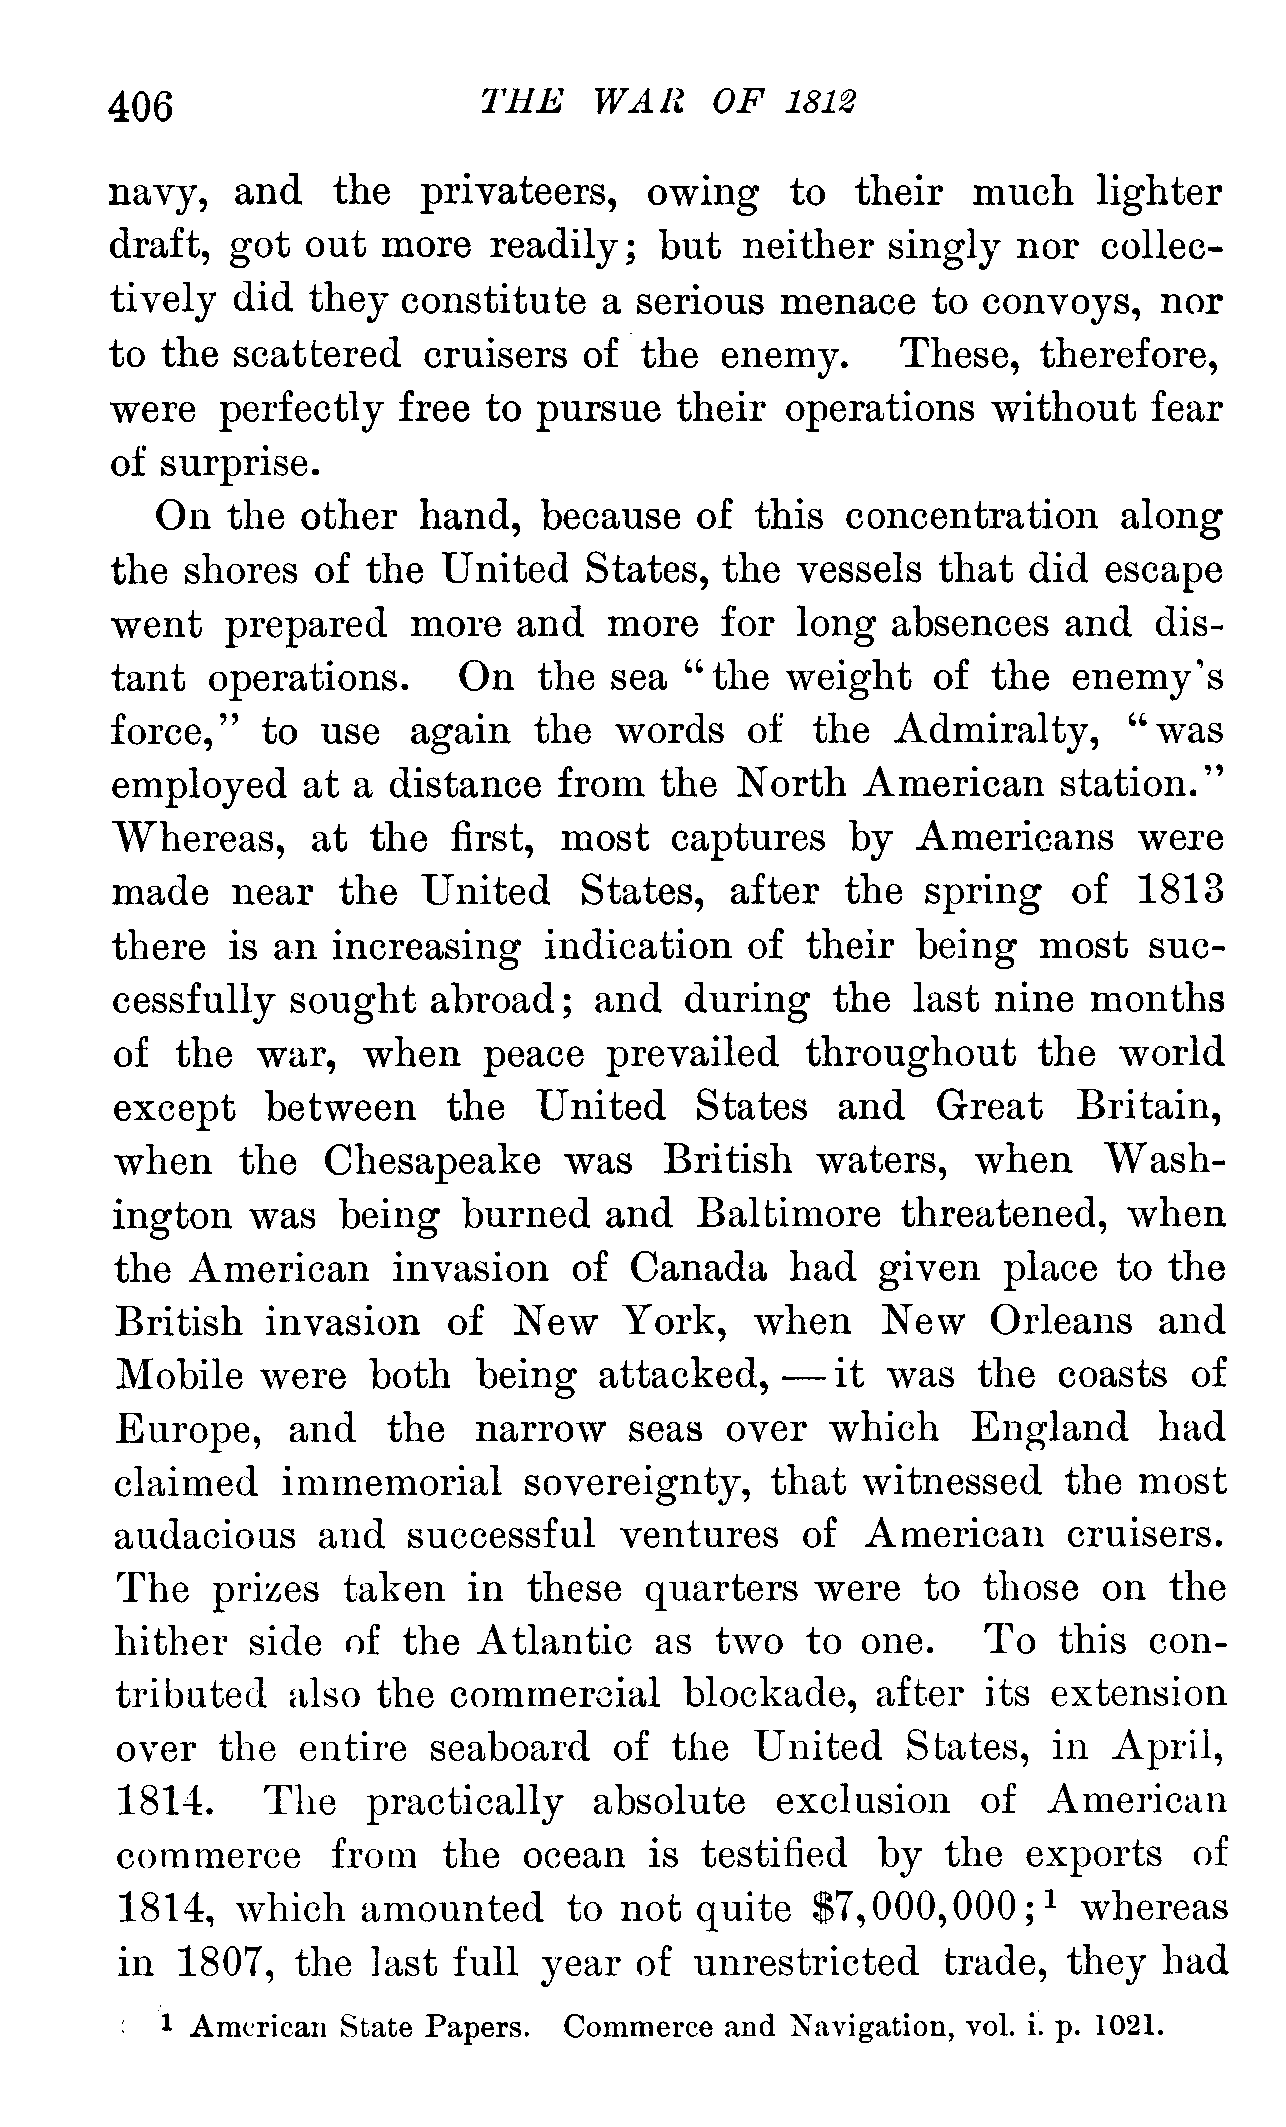 406 THE WAR OF 1812
navy, and the privateers, owing to their much lighter
draft, got out more readily; but neither singly nor collec-
tively did they constitute a serious menace to convoys, nor
to the scattered cruisers of the enemy. These, therefore,
were perfectly free to pursue their operations without fear
of surprise.
On the other hand, because of this concentration along
the shores of the United States, the vessels that did escape
went prepared more and more for long absences and dis-
tant operations. On the sea “the weight of the enemy's
force,” to use again the words of the Admiralty, “was
employed at a distance from the North American station.”
Whereas, at the first, most captures by Americans were
made near the United States, after the spring of 1813
there is an increasing indication of their being most suc-
cessfully sought abroad; and during the last nine months
of the war, when peace prevailed throughout the world
except between the United States and Great Britain,
when the Chesapeake was British waters, when Wash-
ington was being burned and Baltimore threatened, when
the American invasion of Canada had given place to the
British invasion of New York, when New Orleans and
Mobile were both being attacked, — it was the coasts of
Europe, and the narrow seas over which England had
claimed immemorial sovereignty, that witnessed the most
audacious and successful ventures of American cruisers.
The prizes taken in these quarters were to those on the
hither side of the Atlantic as two to one. To this con-
tributed also the commercial blockade, after its extension
over the entire seaboard of the United States, in April,
1814. The practically absolute exclusion of American
commerce from the ocean is testified by the exports of
1814, which amounted to not quite $7,000,000;¹ whereas
in 1807, the last full year of unrestricted trade, they had
¹ American State Papers. Commerce and Navigation, vol. i. p. 1021.